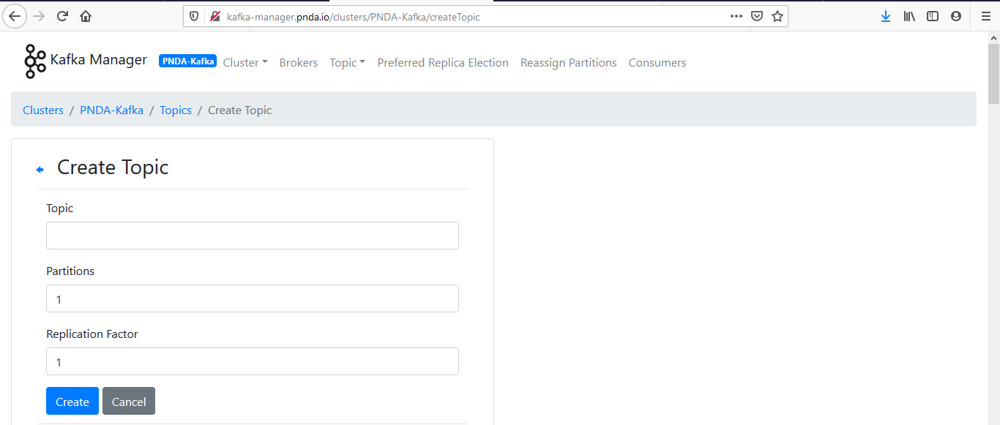 kafka-manager.pnda.io/clusters/PNDA-Kafka/createTopic
Kafka Manager PNDA-Kafka Cluster Brokers Topic Preferred Replica Election Reassign Partitions Consumers
Clusters / PNDA-Kafka / Topics / Create Topic
Create Topic
Topic
Partitions
1
Replication Factor
1
Create Cancel